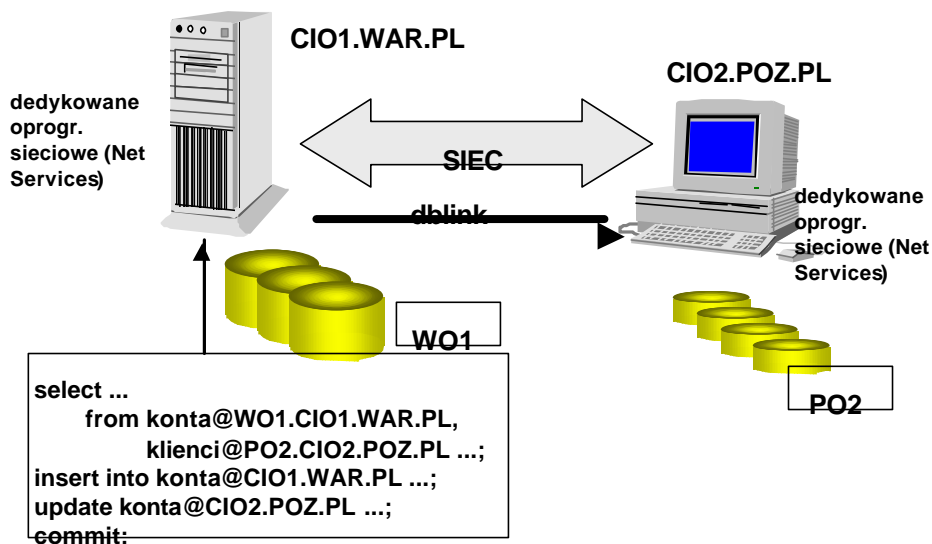 CIO1.WAR.PL
CIO2.POZ.PL
dedykowane
oprogr.
sieciowe (Net
Services)
SIEC
dblink
dedykowane
oprogr.
sieciowe (Net
Services)
WO1
PO2
select ...
from konta@WO1.CIO1.WAR.PL,
klienci@PO2.CIO2.POZ.PL ...;
insert into konta@CIO1.WAR.PL ...;
update konta@CIO2.POZ.PL ...;
commit;